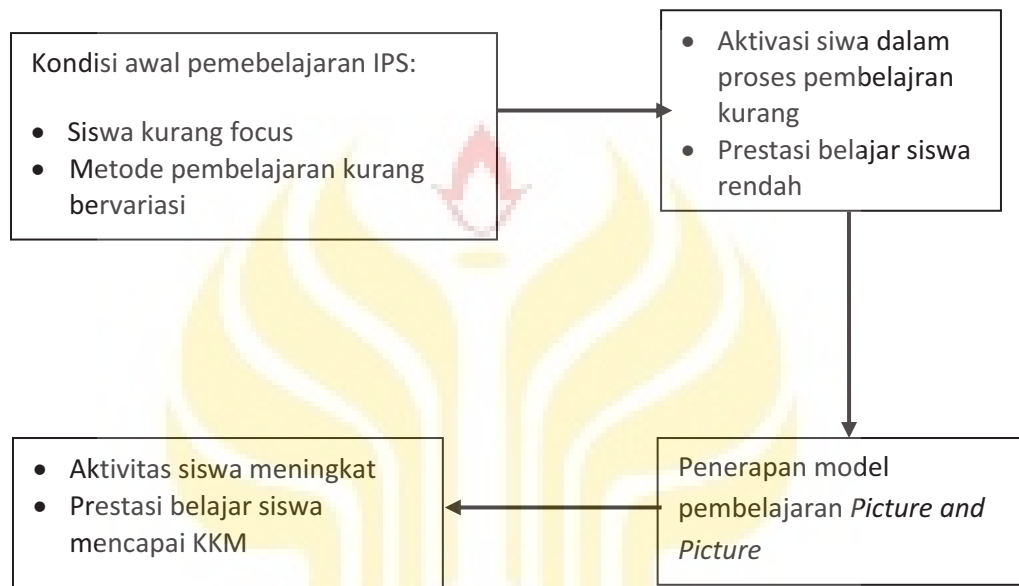 Kondisi awal pemebelajaran IPS:
• Siswa kurang focus
• Metode pembelajaran kurang
bervariasi
• Aktivasi siwa dalam
proses pembelajran
kurang
• Prestasi belajar siswa
rendah
Penerapan model
pembelajaran Picture and
Picture
• Aktivitas siswa meningkat
• Prestasi belajar siswa
mencapai KKM